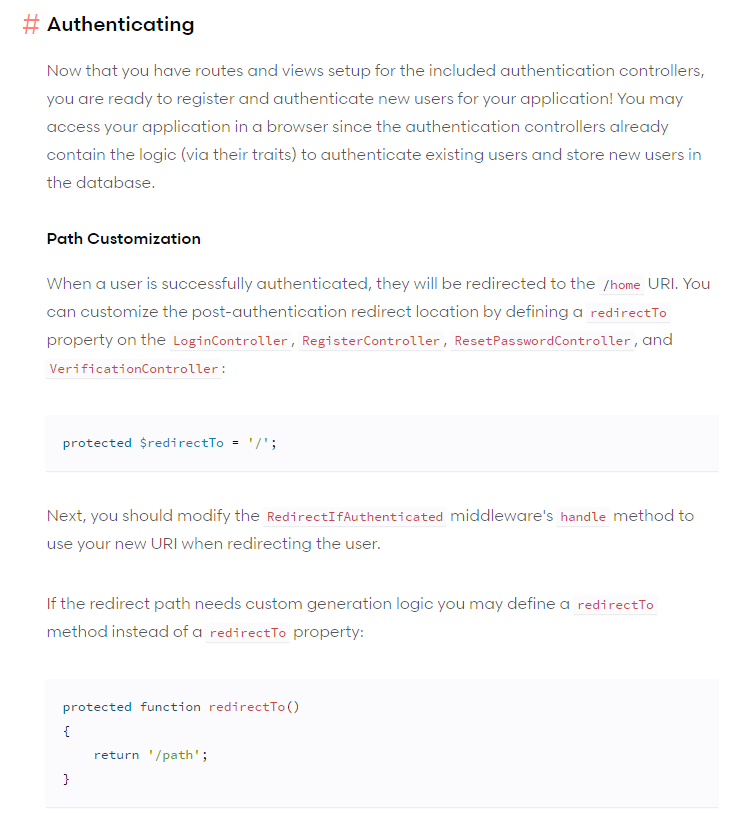 # Authenticating
Now that you have routes and views setup for the included authentication controllers,
you are ready to register and authenticate new users for your application! You may
access your application in a browser since the authentication controllers already
contain the logic (via their traits) to authenticate existing users and store new users in
the database.
Path Customization
When a user is successfully authenticated, they will be redirected to the /home URI. You
can customize the post-authentication redirect location by defining a redirectTo
property on the LoginController, RegisterController, ResetPasswordController, and
VerificationController:
protected $redirectTo = '/';
Next, you should modify the RedirectIfAuthenticated middleware's handle method to
use your new URI when redirecting the user.
If the redirect path needs custom generation logic you may define a redirectTo
method instead of a redirectTo property:
protected function redirectTo()
{
    return '/path';
}